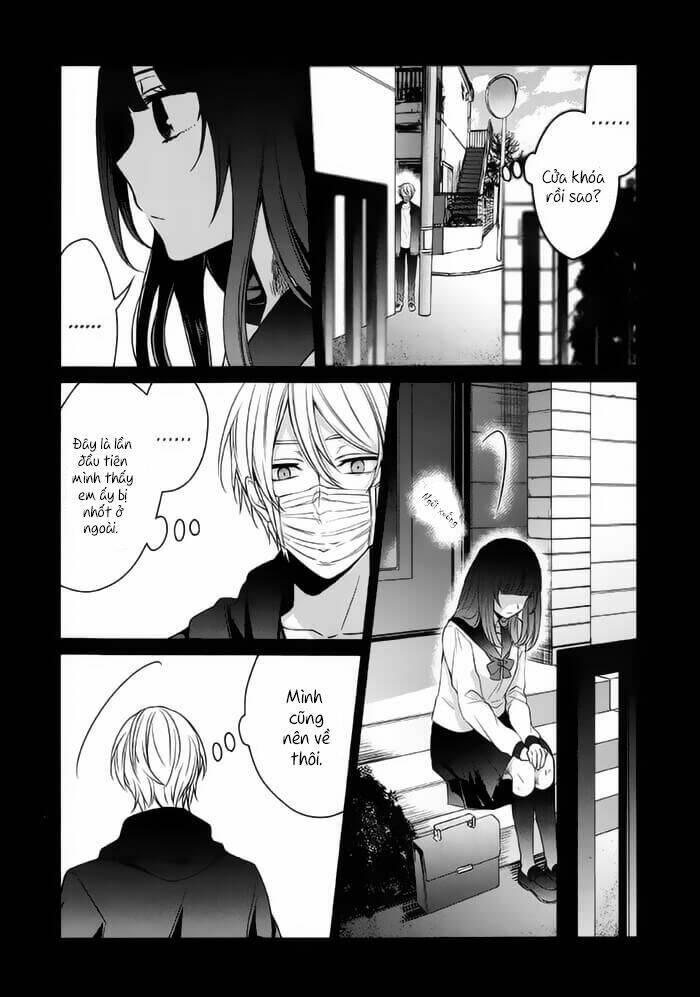 ......
Cửa khóa
rồi sao?
......
Ngồi xuống
......
Đây là lần
đầu tiên
mình thấy
em ấy bị
nhốt ở
ngoài.
Mình
cũng
nên về
thôi.